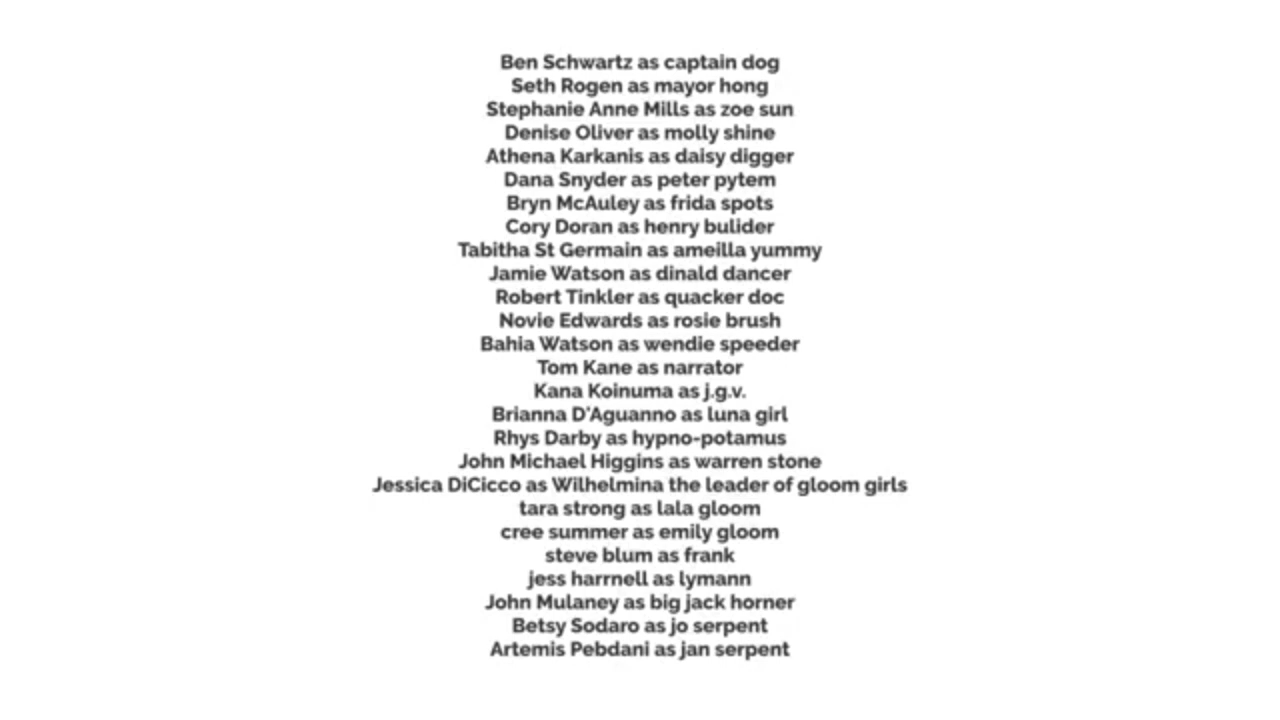 Ben Schwartz as captain dog
Seth Rogen as mayor hong
Stephanie Anne Mills as zoe sun
Denise Oliver as molly shine
Athena Karkanis as daisy digger
Dana Snyder as peter pytem
Bryn McAuley as frida spots
Cory Doran as henry bulider
Tabitha St Germain as ameilla yummy
Jamie Watson as dinald dancer
Robert Tinkler as quacker doc
Novie Edwards as rosie brush
Bahia Watson as wendie speeder
Tom Kane as narrator
Kana Koinuma as j.g.v.
Brianna D'Aguanno as luna girl
Rhys Darby as hypno-potamus
John Michael Higgins as warren stone
Jessica DiCicco as Wilhelmina the leader of gloom girls
tara strong as lala gloom
cree summer as emily gloom
steve blum as frank
jess harrnell as lymann
John Mulaney as big jack horner
Betsy Sodaro as jo serpent
Artemis Pebdani as jan serpent